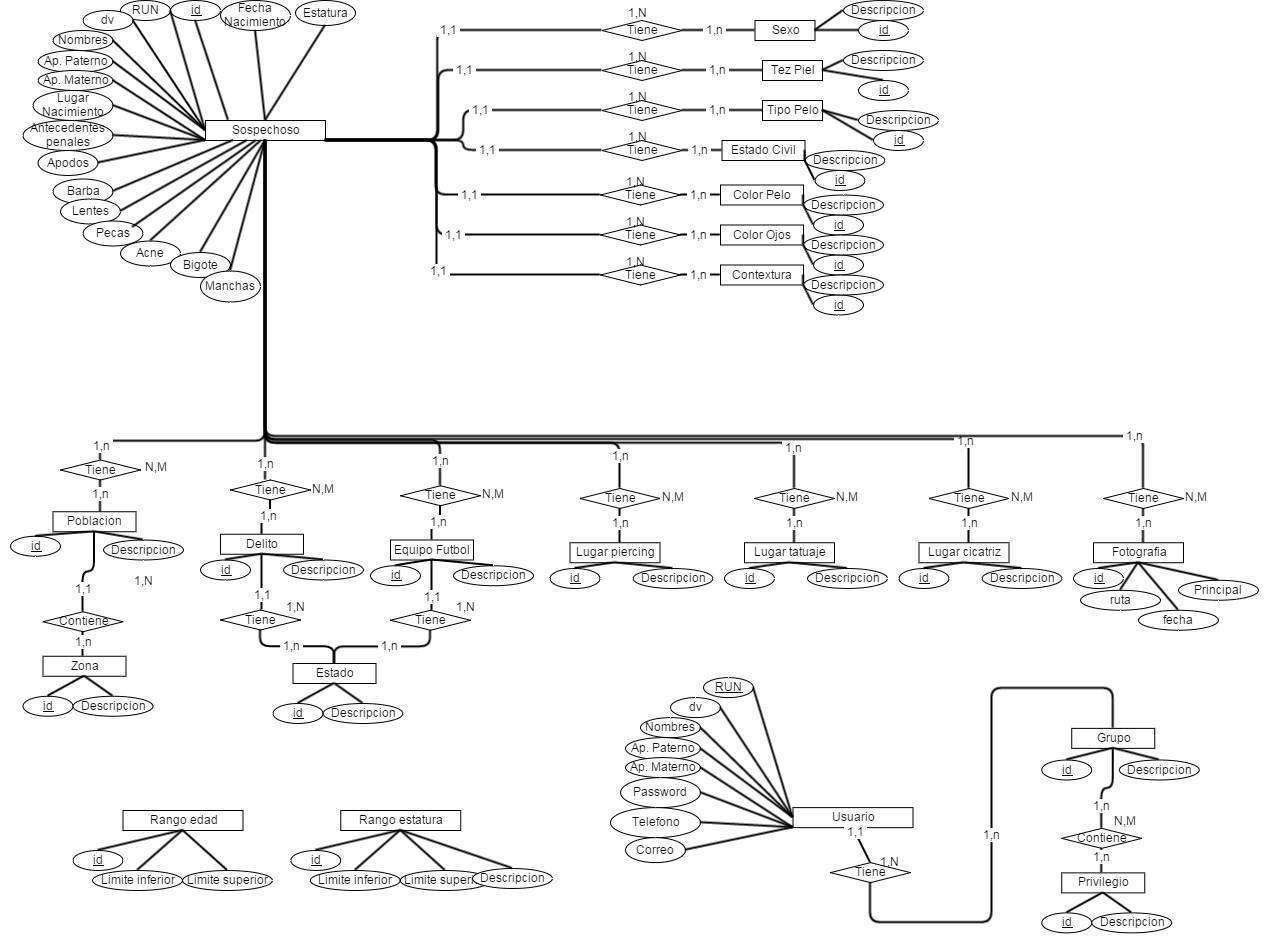 RUN
id
Fecha
Nacimiento
Estatura
dv
Nombres
Ap. Paterno
Ap. Materno
Lugar
Nacimiento
Antecedentes
penales
Apodos
Barba
Lentes
Pecas
Acne
Bigote
Manchas
Sospechoso
1,1
1,N
Tiene
1,n
Sexo
Descripcion
id
1,1
1,N
Tiene
1,n
Tez Piel
Descripcion
id
1,1
1,N
Tiene
1,n
Tipo Pelo
Descripcion
id
1,1
1,N
Tiene
1,n
Estado Civil
Descripcion
id
1,1
1,N
Tiene
1,n
Color Pelo
Descripcion
id
1,1
1,N
Tiene
1,n
Color Ojos
Descripcion
id
1,1
1,N
Tiene
1,n
Contextura
Descripcion
id
1,n
Tiene
N,M
1,n
Poblacion
id
Descripcion
1,N
1,1
Contiene
1,n
Zona
id
Descripcion
1,n
Tiene
N,M
1,n
Delito
id
Descripcion
1,1
1,N
Tiene
1,n
1,n
Tiene
N,M
1,n
Equipo Futbol
id
Descripcion
1,1
1,N
Tiene
1,n
Estado
id
Descripcion
1,n
Tiene
N,M
1,n
Lugar piercing
id
Descripcion
1,n
Tiene
N,M
1,n
Lugar tatuaje
id
Descripcion
1,n
Tiene
N,M
1,n
Lugar cicatriz
id
Descripcion
1,n
Tiene
N,M
1,n
Fotografia
id
ruta
fecha
Principal
Rango edad
id
Limite inferior
Limite superior
Rango estatura
id
Limite inferior
Limite super
Descripcion
RUN
dv
Nombres
Ap. Paterno
Ap. Materno
Password
Telefono
Correo
Usuario
1,1
1,N
Tiene
1,n
Grupo
id
Descripcion
1,n
N,M
Contiene
1,n
Privilegio
id
Descripcion